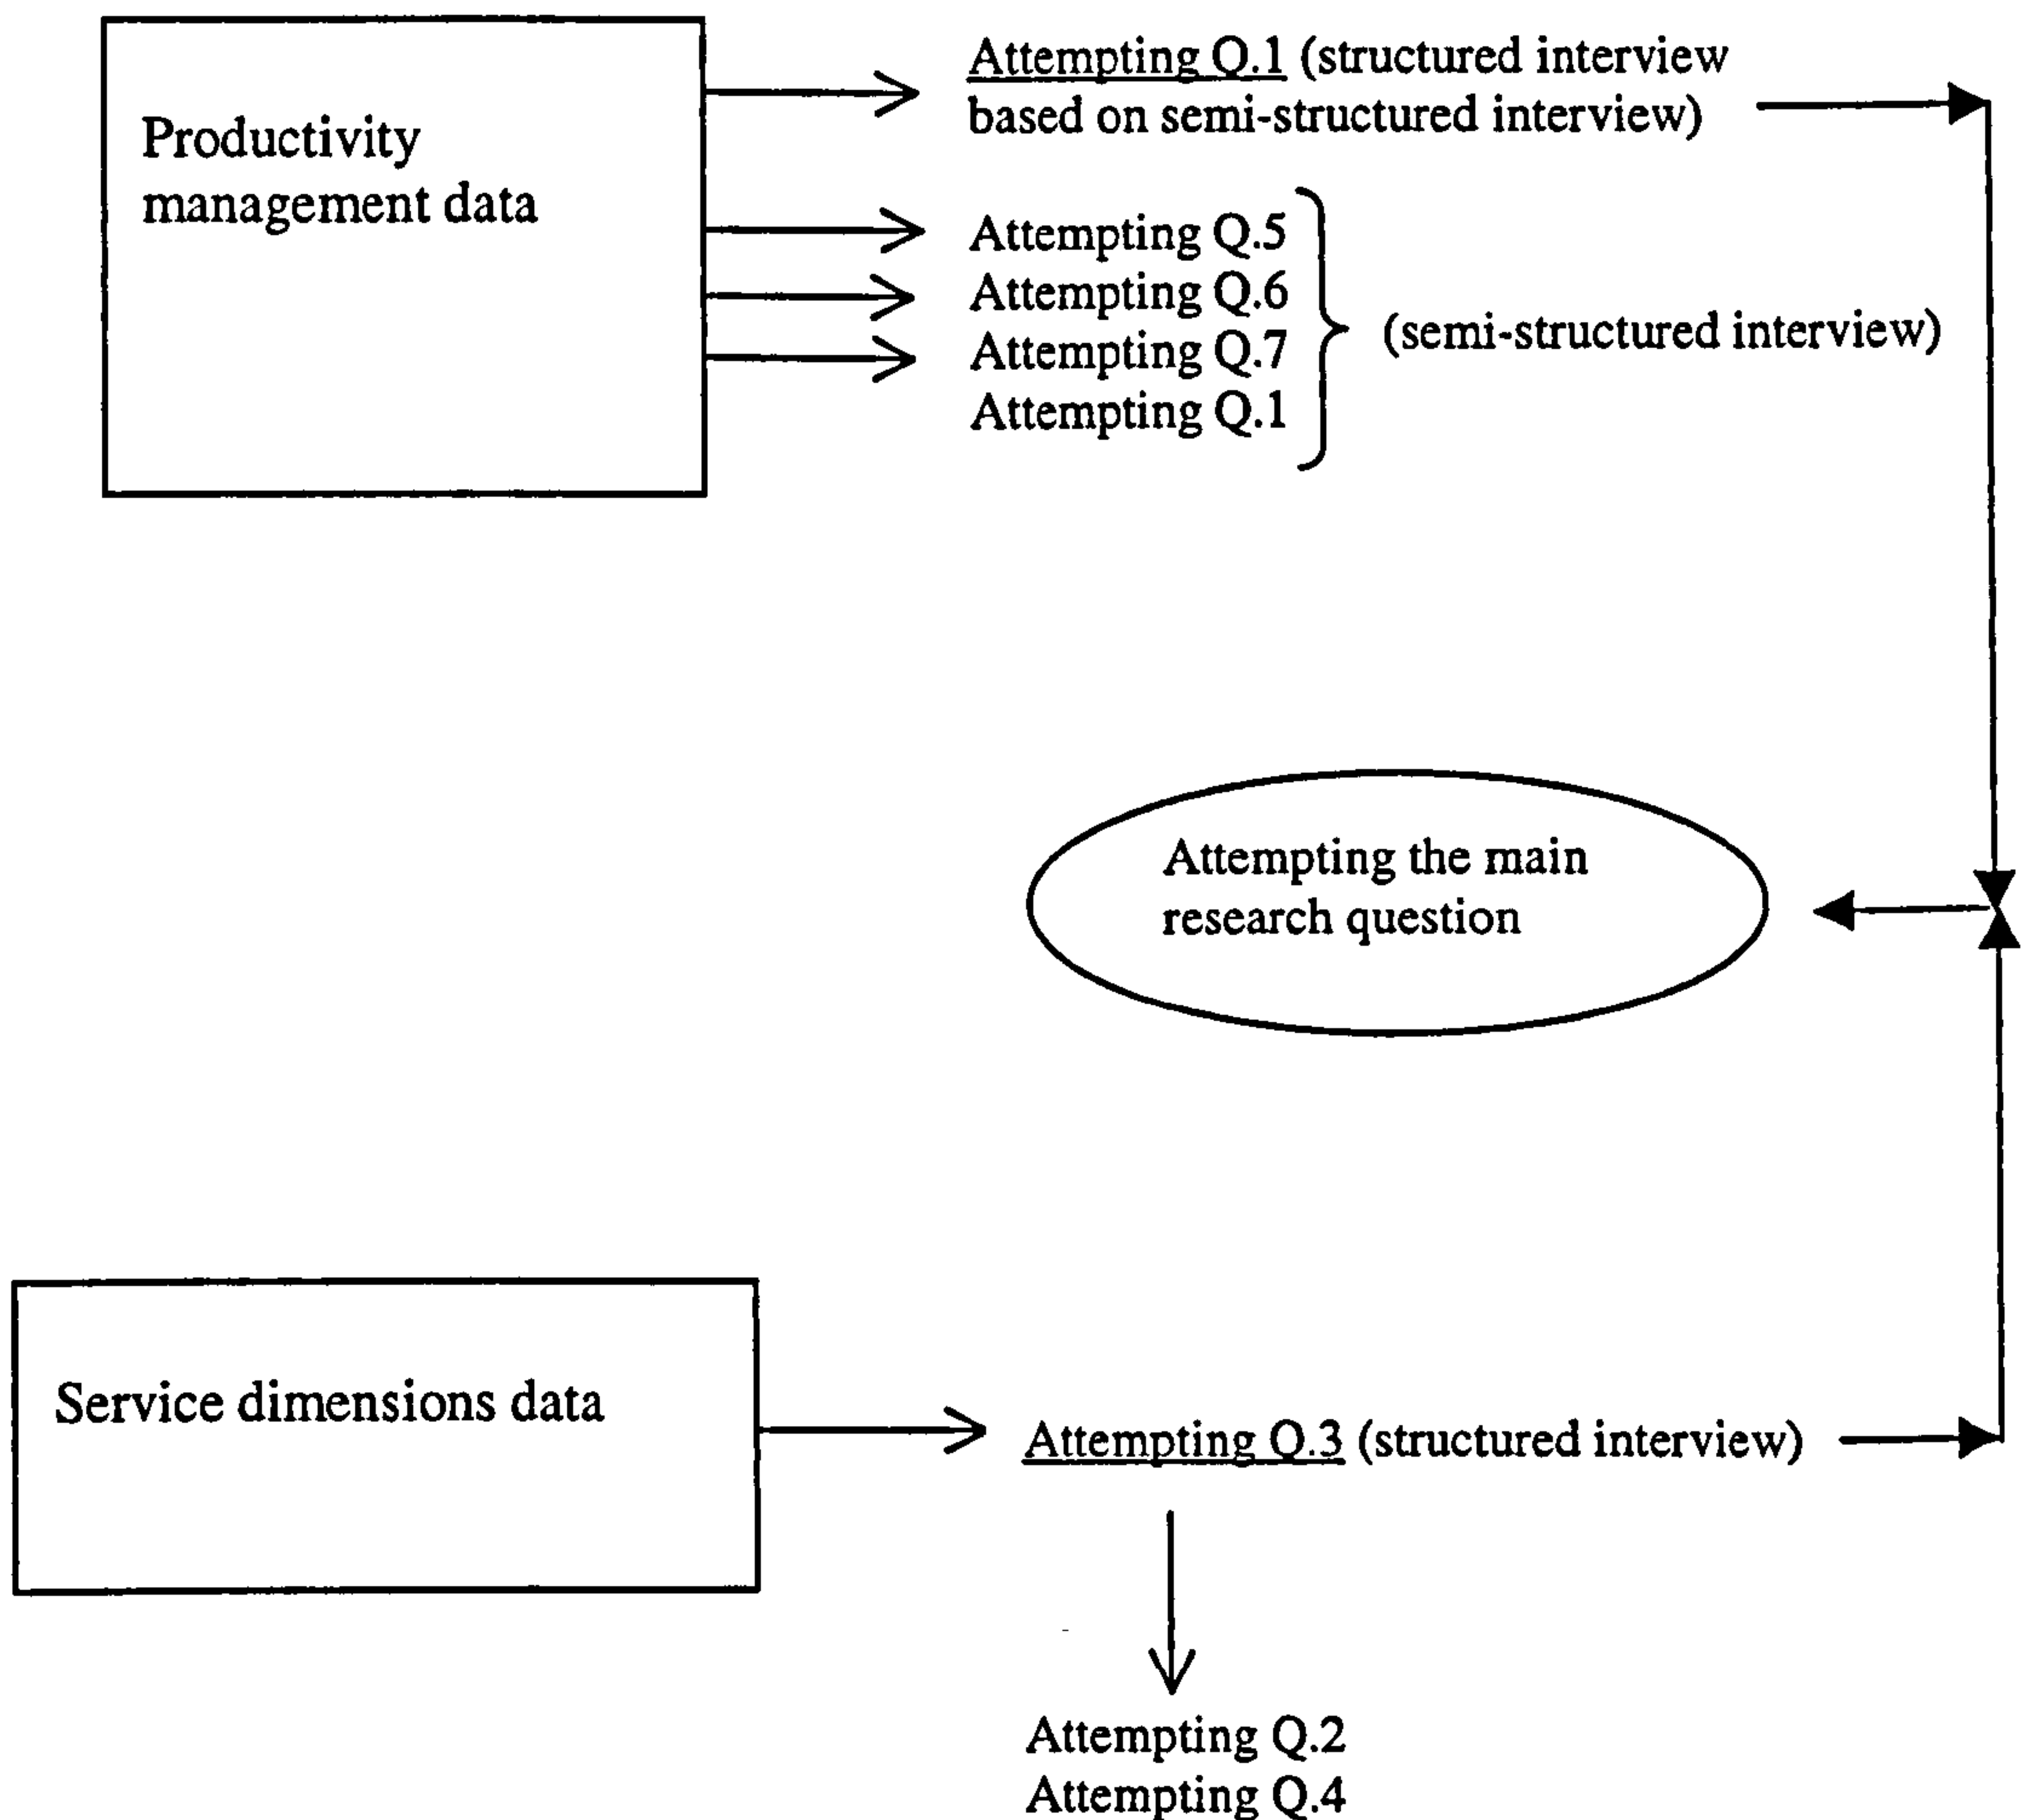 Productivity
management data
Attempting Q.1 (structured interview
based on semi-structured interview)
Attempting Q.5
Attempting Q.6
Attempting Q.7
Attempting Q.1
(semi-structured interview)
Attempting the main
research question
Service dimensions data
Attempting Q.3 (structured interview)
Attempting Q.2
Attempting Q.4